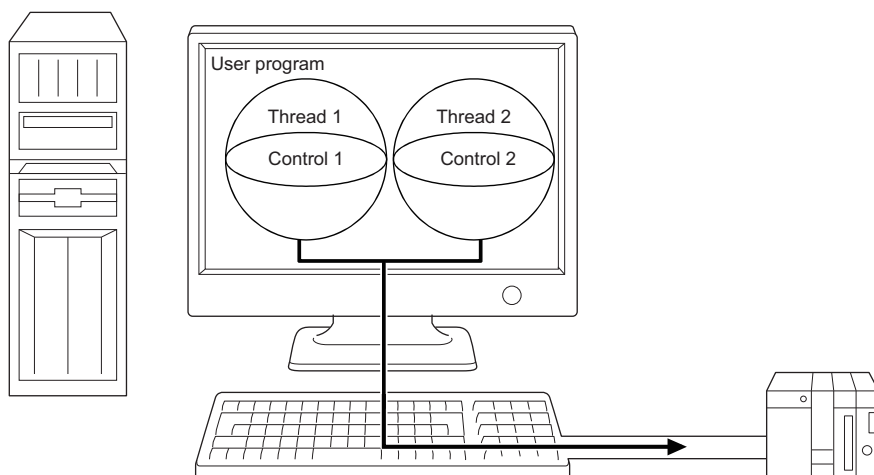 User program
Thread 1
Thread 2
Control 1
Control 2